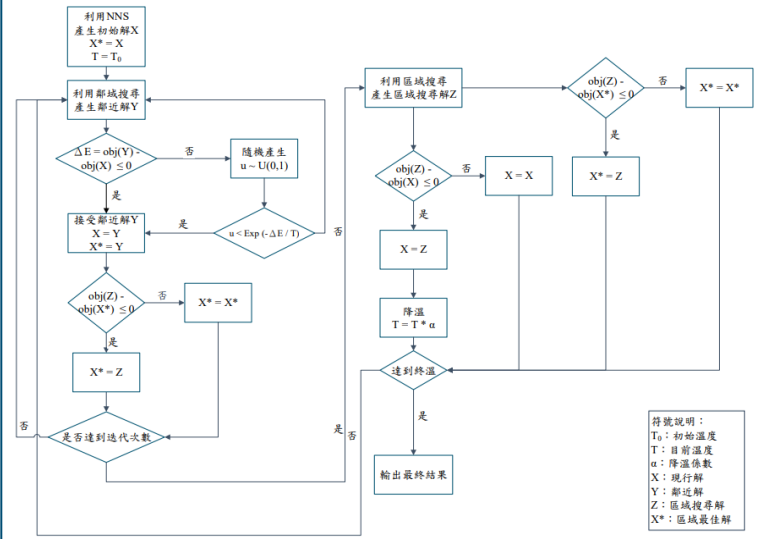 利用NNS
產生初始解X
X* = X
T = T₀
利用鄰域搜尋
產生鄰近解Y
ΔE = obj(Y) -
obj(X) ≤ 0
否
隨機產生
u ~ U(0,1)
是
接受鄰近解Y
X = Y
X* = Y
是
u < Exp (-ΔE / T)
否
obj(Z) -
obj(X*) ≤ 0
否
X* = X*
是
X* = Z
否
是否達到迭代次數
是
否
利用區域搜尋
產生區域搜尋解Z
obj(Z) -
obj(X*) ≤ 0
否
X* = X*
是
X* = Z
obj(Z) -
obj(X) ≤ 0
否
X = X
是
X = Z
降溫
T = T * α
達到終溫
是
輸出最終結果
符號說明：
T₀：初始溫度
T：目前溫度
α：降溫係數
X：現行解
Y：鄰近解
Z：區域搜尋解
X*：區域最佳解